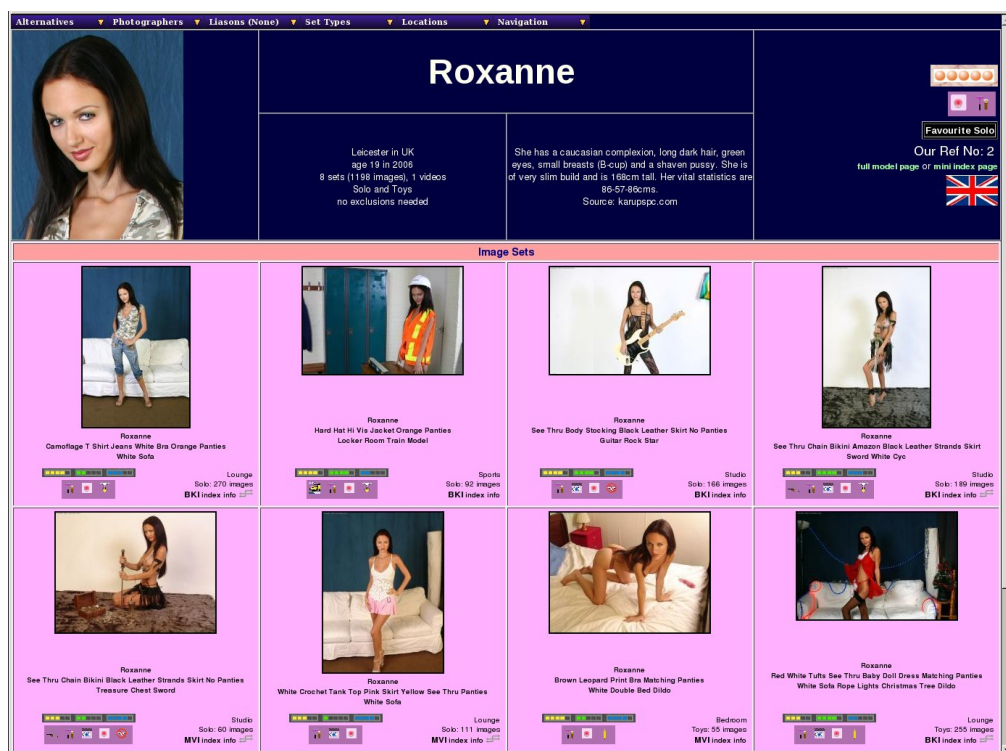 Alternatives
Photographers
Liasons (None)
Set Types
Locations
Navigation
Roxanne
Leicester in UK
age 19 in 2006
8 sets (1198 images), 1 videos
Solo and Toys
no exclusions needed
She has a caucasian complexion, long dark hair, green
eyes, small breasts (B-cup) and a shaven pussy. She is
of very slim build and is 168cm tall. Her vital statistics are
86-57-86cms.
Source: karupspc.com
Favourite Solo
Our Ref No: 2
full model page or mini index page
Image Sets
Roxanne
Camoflage T Shirt Jeans White Bra Orange Panties
White Sofa
Lounge
Solo: 270 images
BKI index info
Roxanne
Hard Hat Hi Vis Jacket Orange Panties
Locker Room Train Model
Sports
Solo: 92 images
BKI index info
Roxanne
See Thru Body Stocking Black Leather Skirt No Panties
Guitar Rock Star
Studio
Solo: 166 images
BKI index info
Roxanne
See Thru Chain Bikini Amazon Black Leather Strands Skirt
Sword White Cyc
Studio
Solo: 189 images
BKI index info
Roxanne
See Thru Chain Bikini Black Leather Strands Skirt No Panties
Treasure Chest Sword
Studio
Solo: 60 images
MVI index info
Roxanne
White Crochet Tank Top Pink Skirt Yellow See Thru Panties
White Sofa
Lounge
Solo: 111 images
MVI index info
Roxanne
Brown Leopard Print Bra Matching Panties
White Double Bed Dildo
Bedroom
Toys: 55 images
MVI index info
Roxanne
Red White Tufts See Thru Baby Doll Dress Matching Panties
White Sofa Rope Lights Christmas Tree Dildo
Lounge
Toys: 255 images
BKI index info